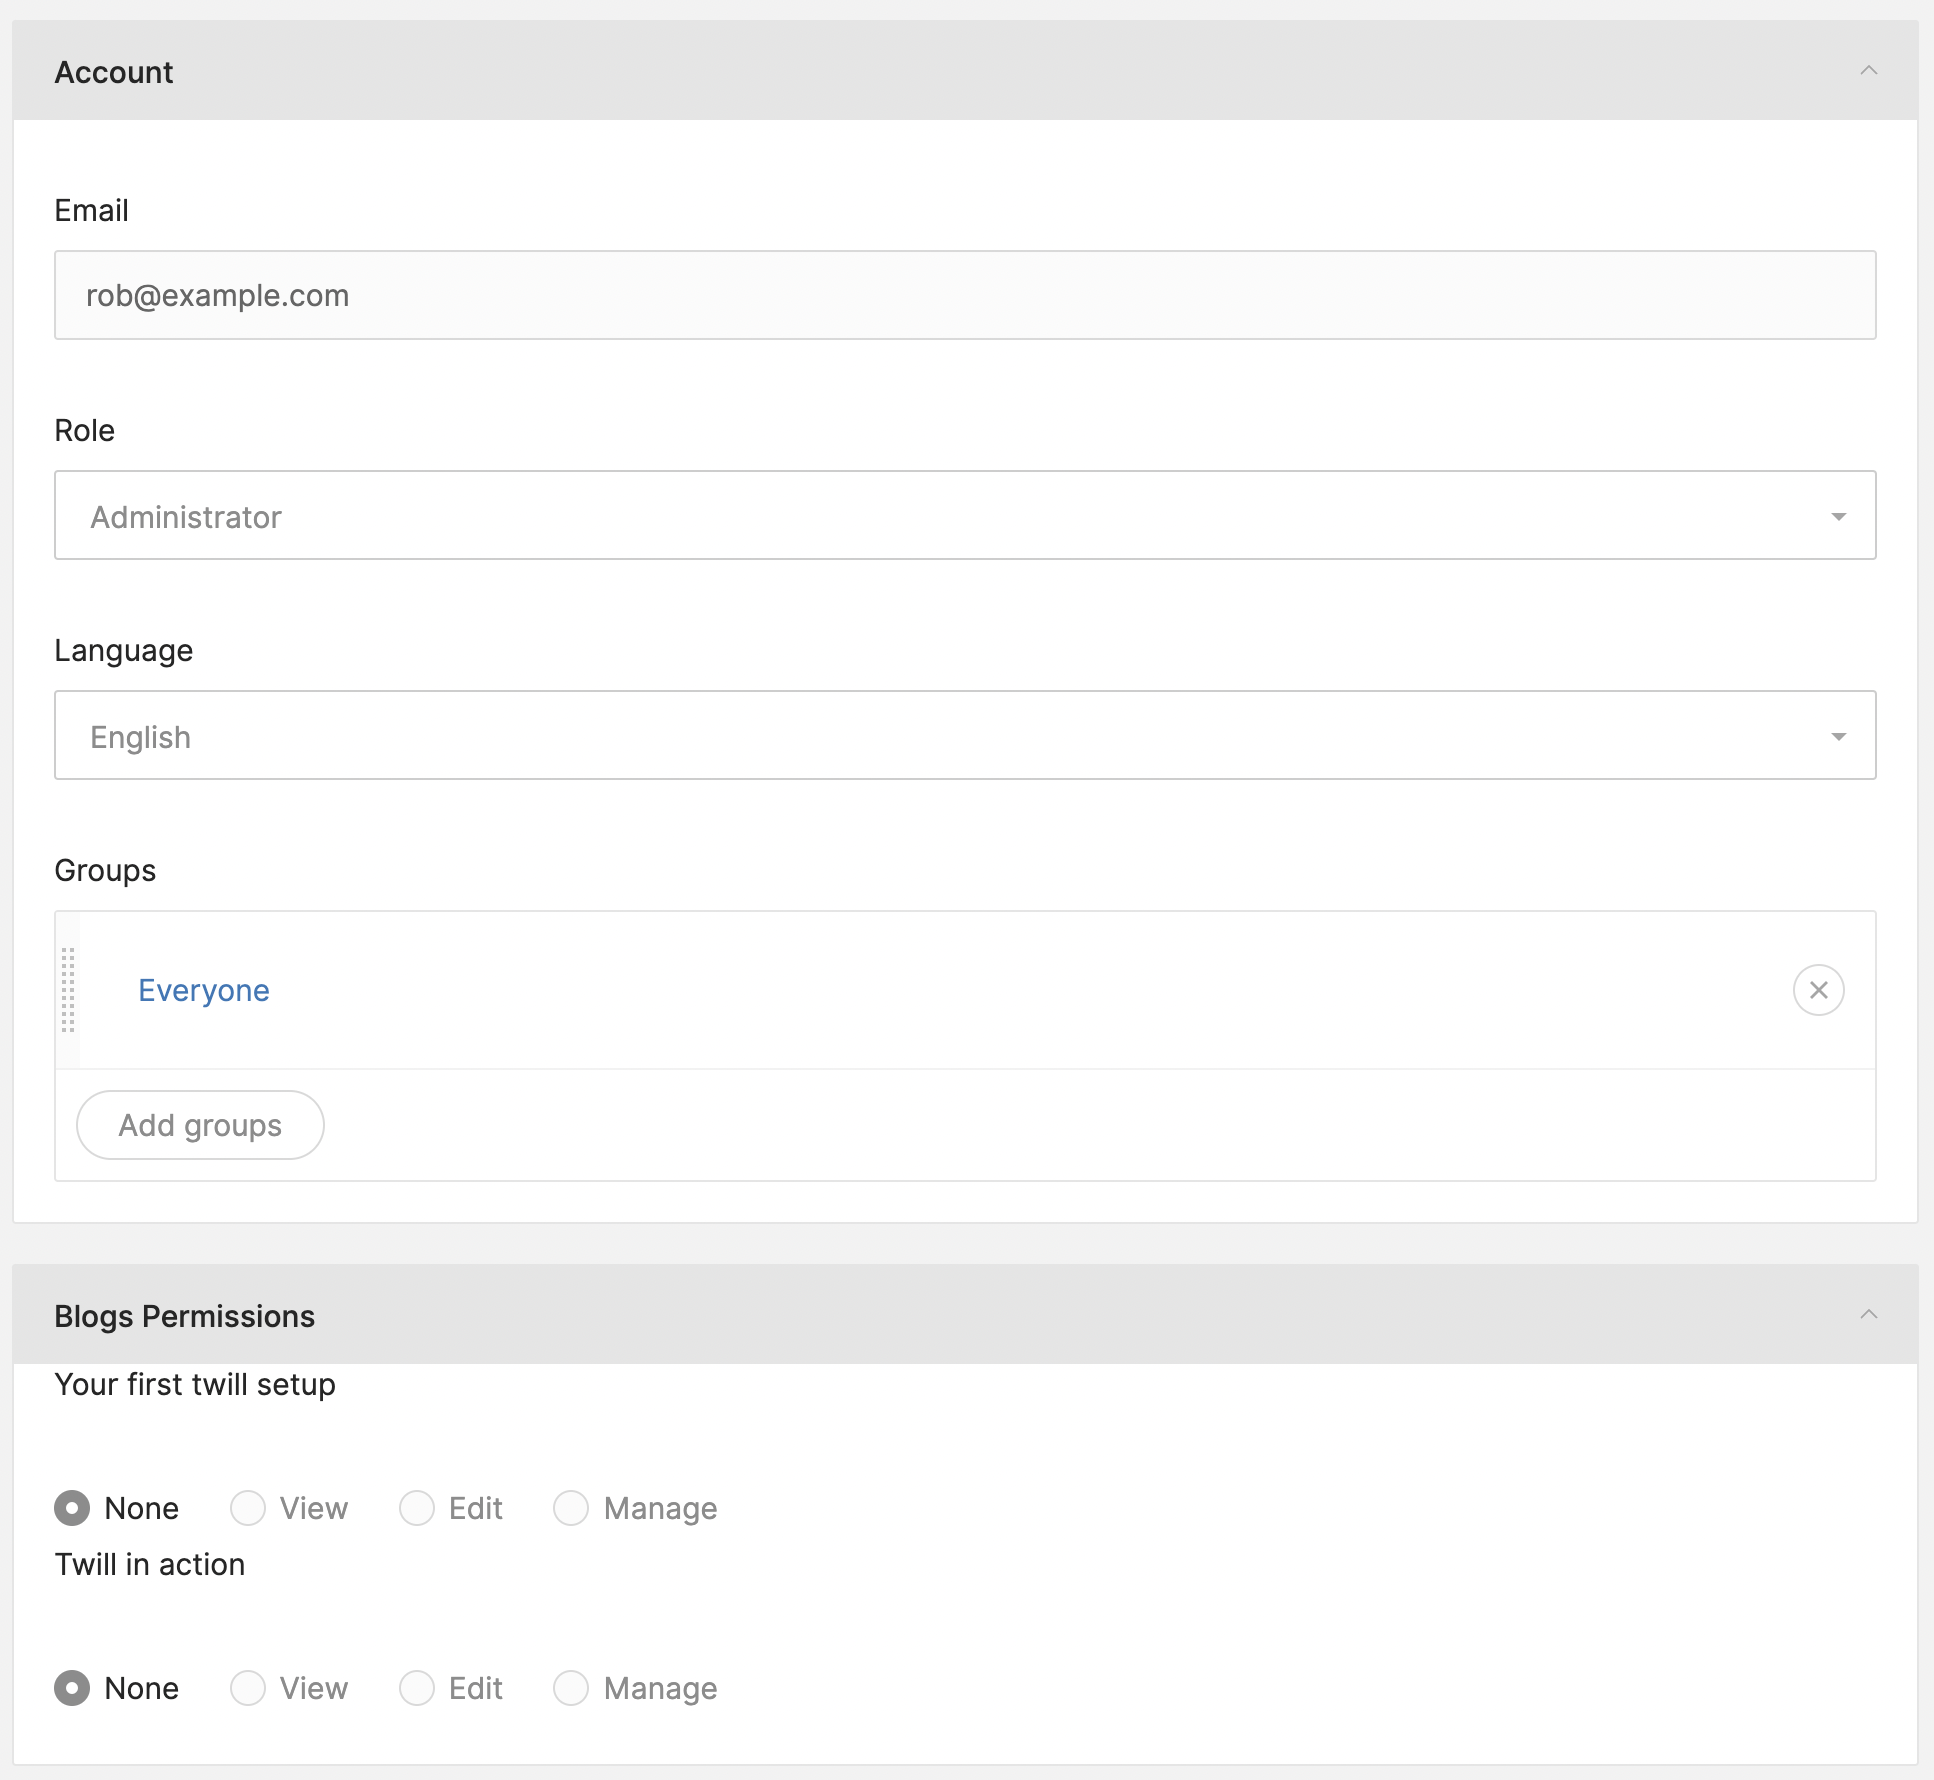 Account
Email
rob@example.com
Role
Administrator
Language
English
Groups
Everyone
Add groups
Blogs Permissions
Your first twill setup
None View Edit Manage
Twill in action
None View Edit Manage